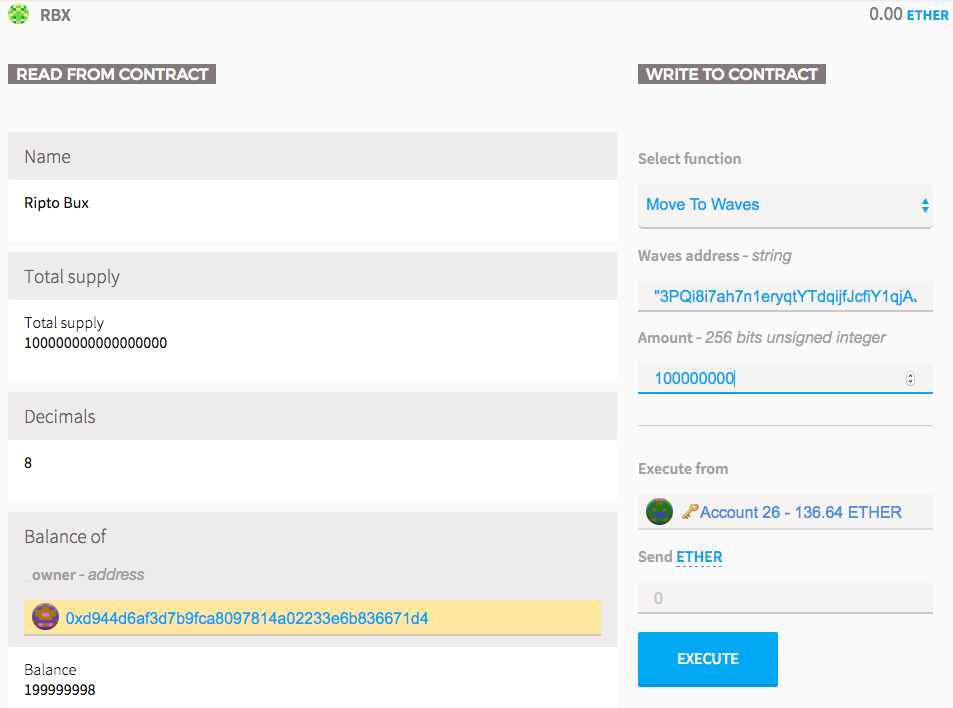 RBX
0.00 ETHER
READ FROM CONTRACT
Name
Ripto Bux
Total supply
Total supply
100000000000000000
Decimals
8
Balance of
_owner - address
0xd944d6af3d7b9fca8097814a02233e6b836671d4
Balance
199999998
WRITE TO CONTRACT
Select function
Move To Waves
Waves address - string
"3PQi8i7ah7n1eryqtYTdqijfJcfiY1qjA
Amount - 256 bits unsigned integer
100000000
Execute from
Account 26 - 136.64 ETHER
Send ETHER
0
EXECUTE